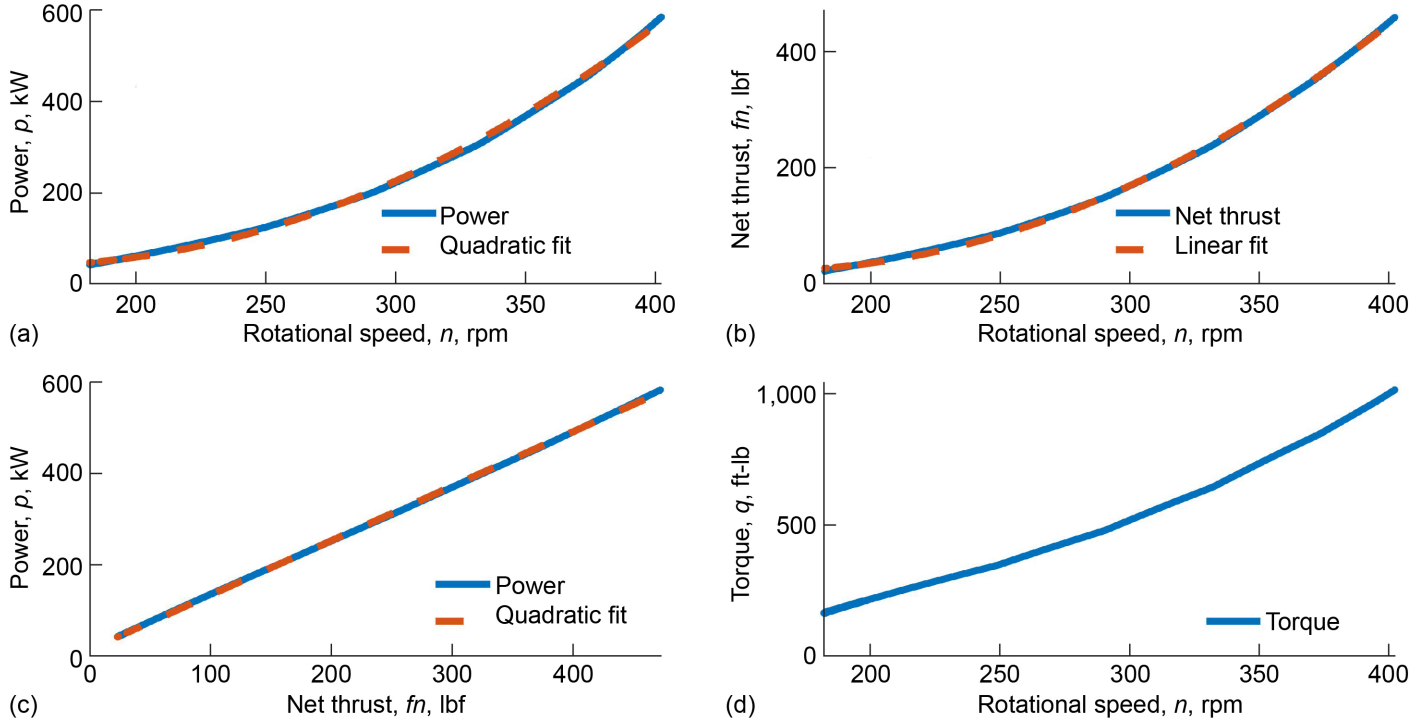 600
400
200
0
Power, p, kW
Power
Quadratic fit
200 250 300 350 400
Rotational speed, n, rpm
(a)
400
200
0
Net thrust, fn, lbf
Net thrust
Linear fit
200 250 300 350 400
Rotational speed, n, rpm
(b)
600
400
200
0
Power, p, kW
Power
Quadratic fit
0 100 200 300 400
Net thrust, fn, lbf
(c)
1,000
500
0
Torque, q, ft-lb
Torque
200 250 300 350 400
Rotational speed, n, rpm
(d)